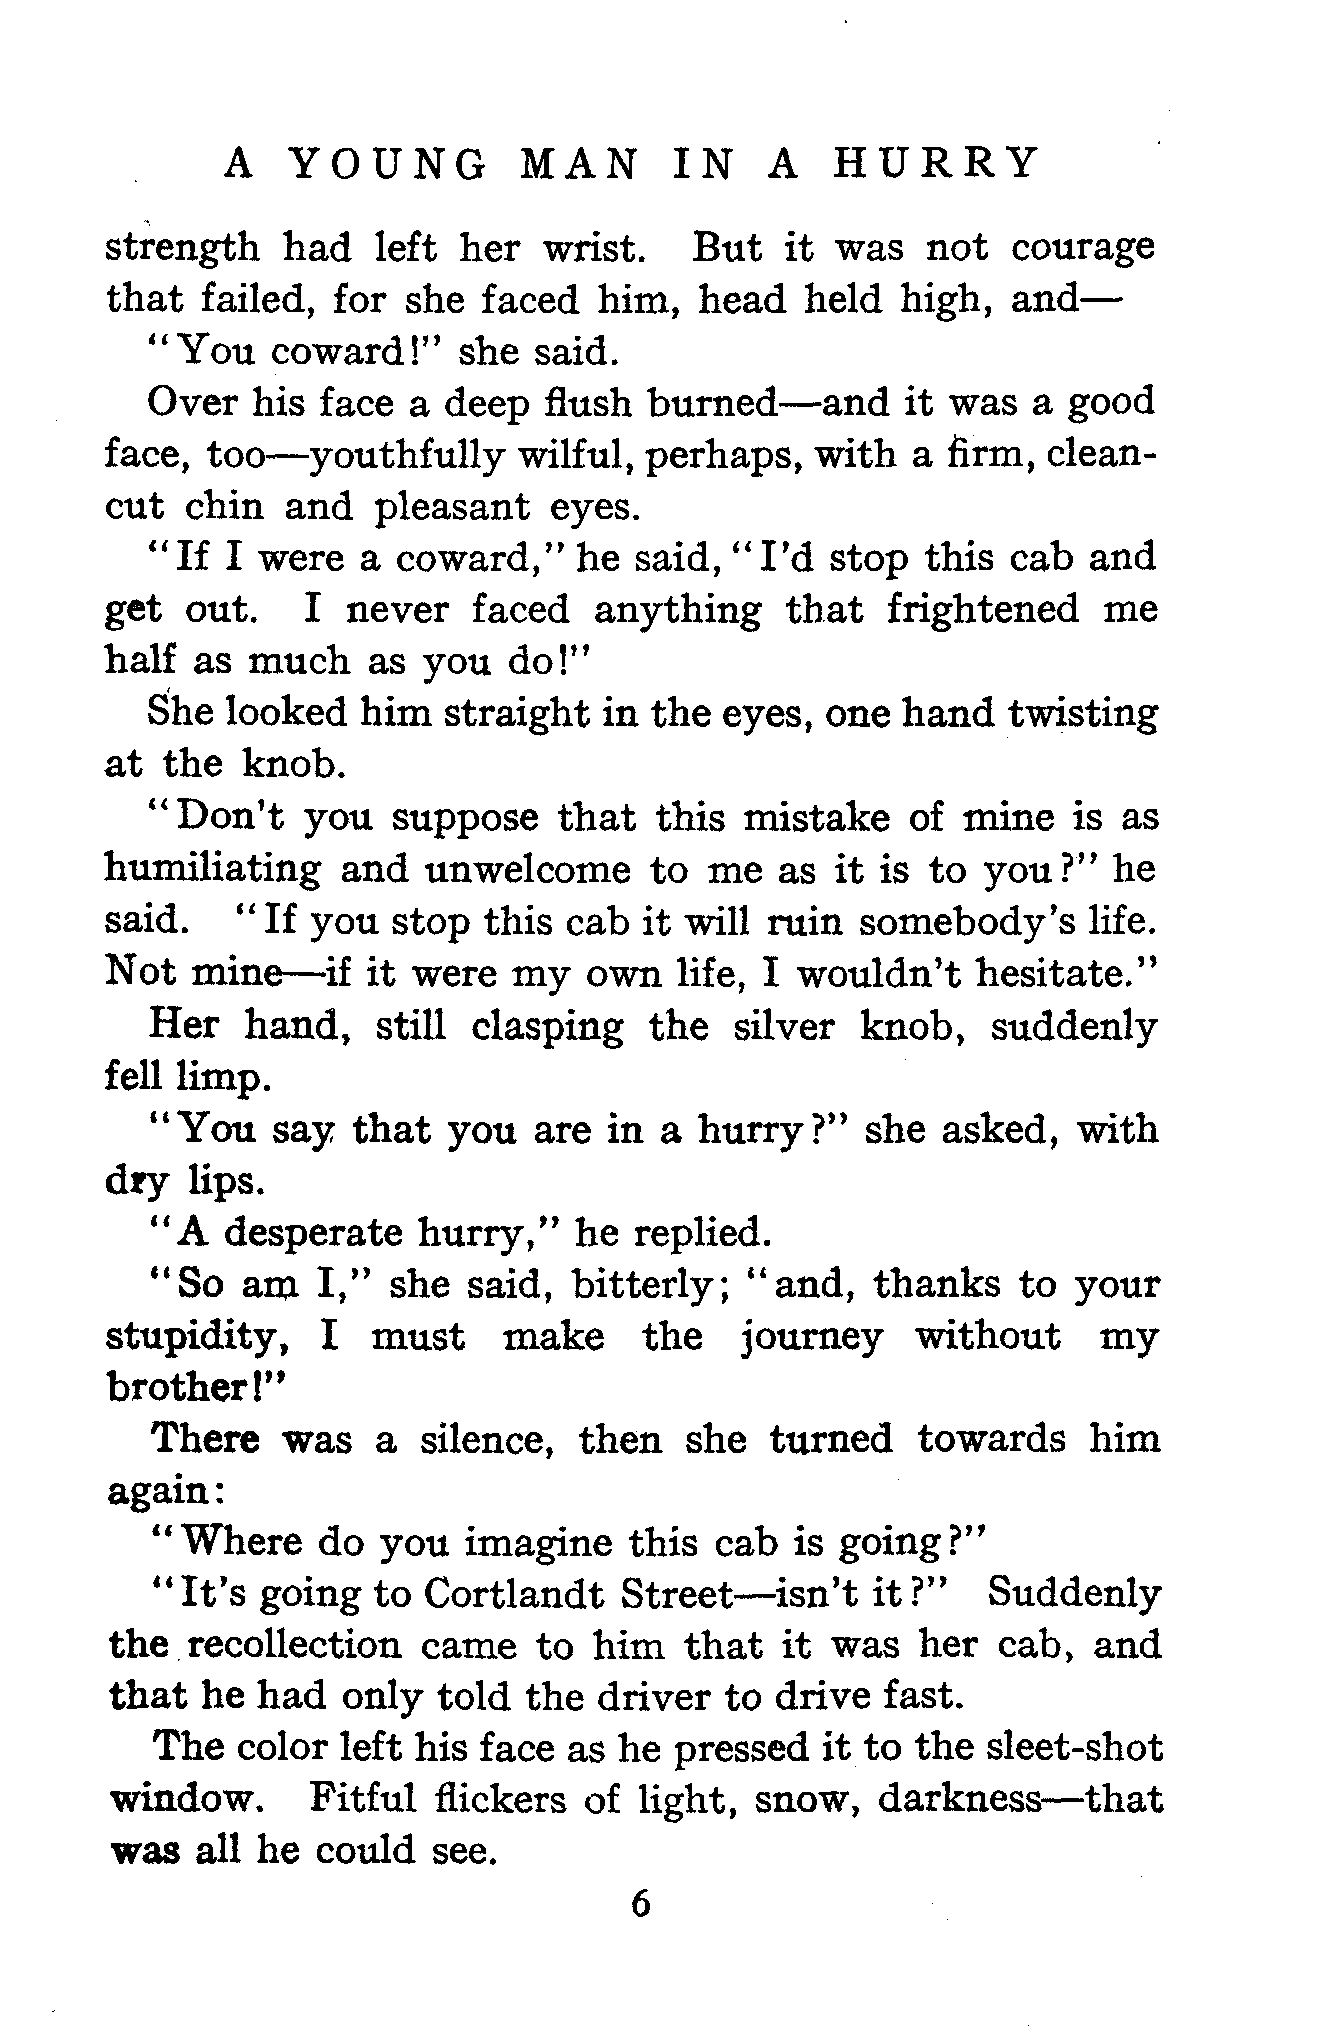 A YOUNG MAN IN A HURRY
strength had left her wrist. But it was not courage
that failed, for she faced him, head held high, and—
"You coward!" she said.
Over his face a deep flush burned—and it was a good
face, too—youthfully wilful, perhaps, with a firm, clean-
cut chin and pleasant eyes.
"If I were a coward," he said, "I'd stop this cab and
get out. I never faced anything that frightened me
half as much as you do!"
She looked him straight in the eyes, one hand twisting
at the knob.
"Don't you suppose that this mistake of mine is as
humiliating and unwelcome to me as it is to you?" he
said. "If you stop this cab it will ruin somebody's life.
Not mine—if it were my own life, I wouldn't hesitate."
Her hand, still clasping the silver knob, suddenly
fell limp.
"You say that you are in a hurry?" she asked, with
dry lips.
"A desperate hurry," he replied.
"So am I," she said, bitterly; "and, thanks to your
stupidity, I must make the journey without my
brother!"
There was a silence, then she turned towards him
again:
"Where do you imagine this cab is going?"
"It's going to Cortlandt Street—isn't it?" Suddenly
the recollection came to him that it was her cab, and
that he had only told the driver to drive fast.
The color left his face as he pressed it to the sleet-shot
window. Fitful flickers of light, snow, darkness—that
was all he could see.
6